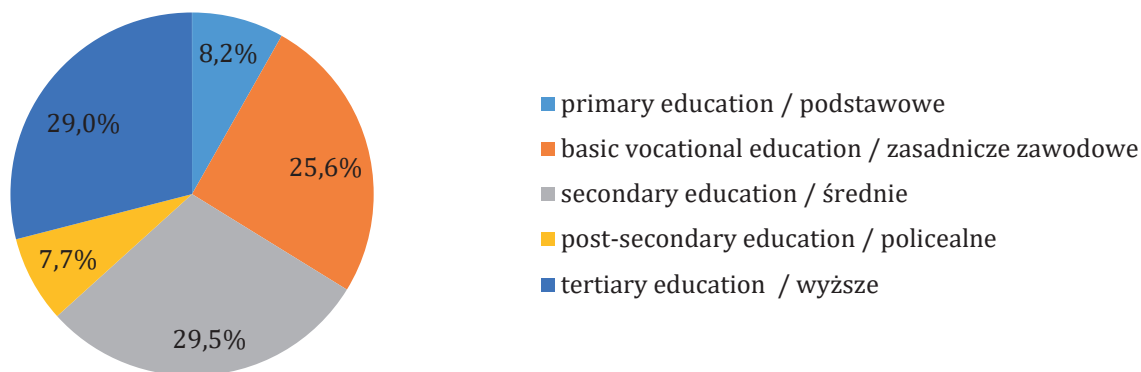 8,2%
25,6%
29,5%
7,7%
29,0%
primary education / podstawowe
basic vocational education / zasadnicze zawodowe
secondary education / średnie
post-secondary education / policealne
tertiary education / wyższe